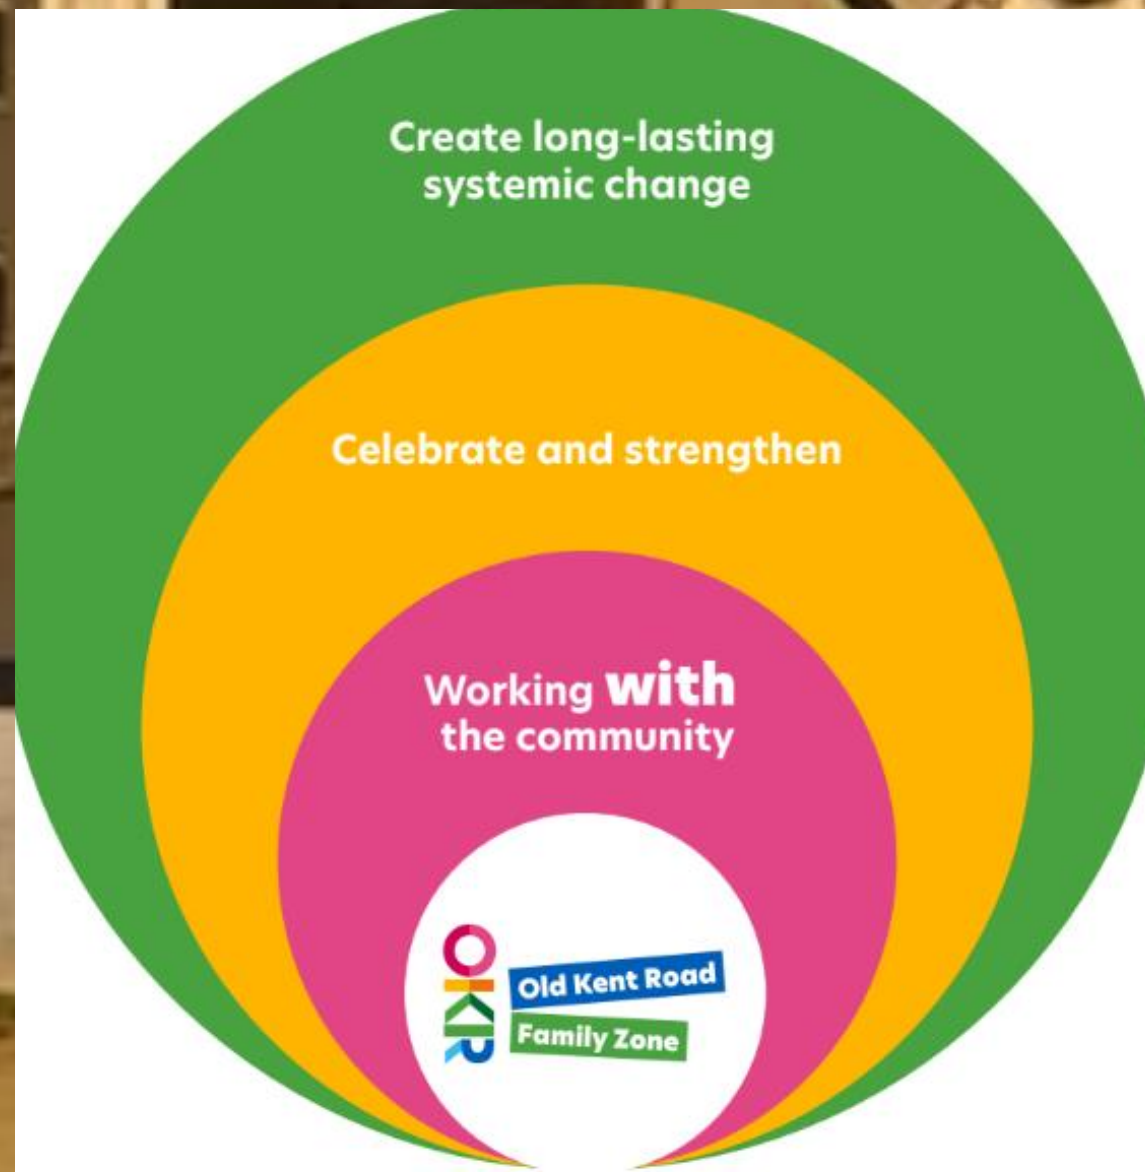 Create long-lasting
systemic change
Celebrate and strengthen
Working with
the community
OKR
Old Kent Road
Family Zone